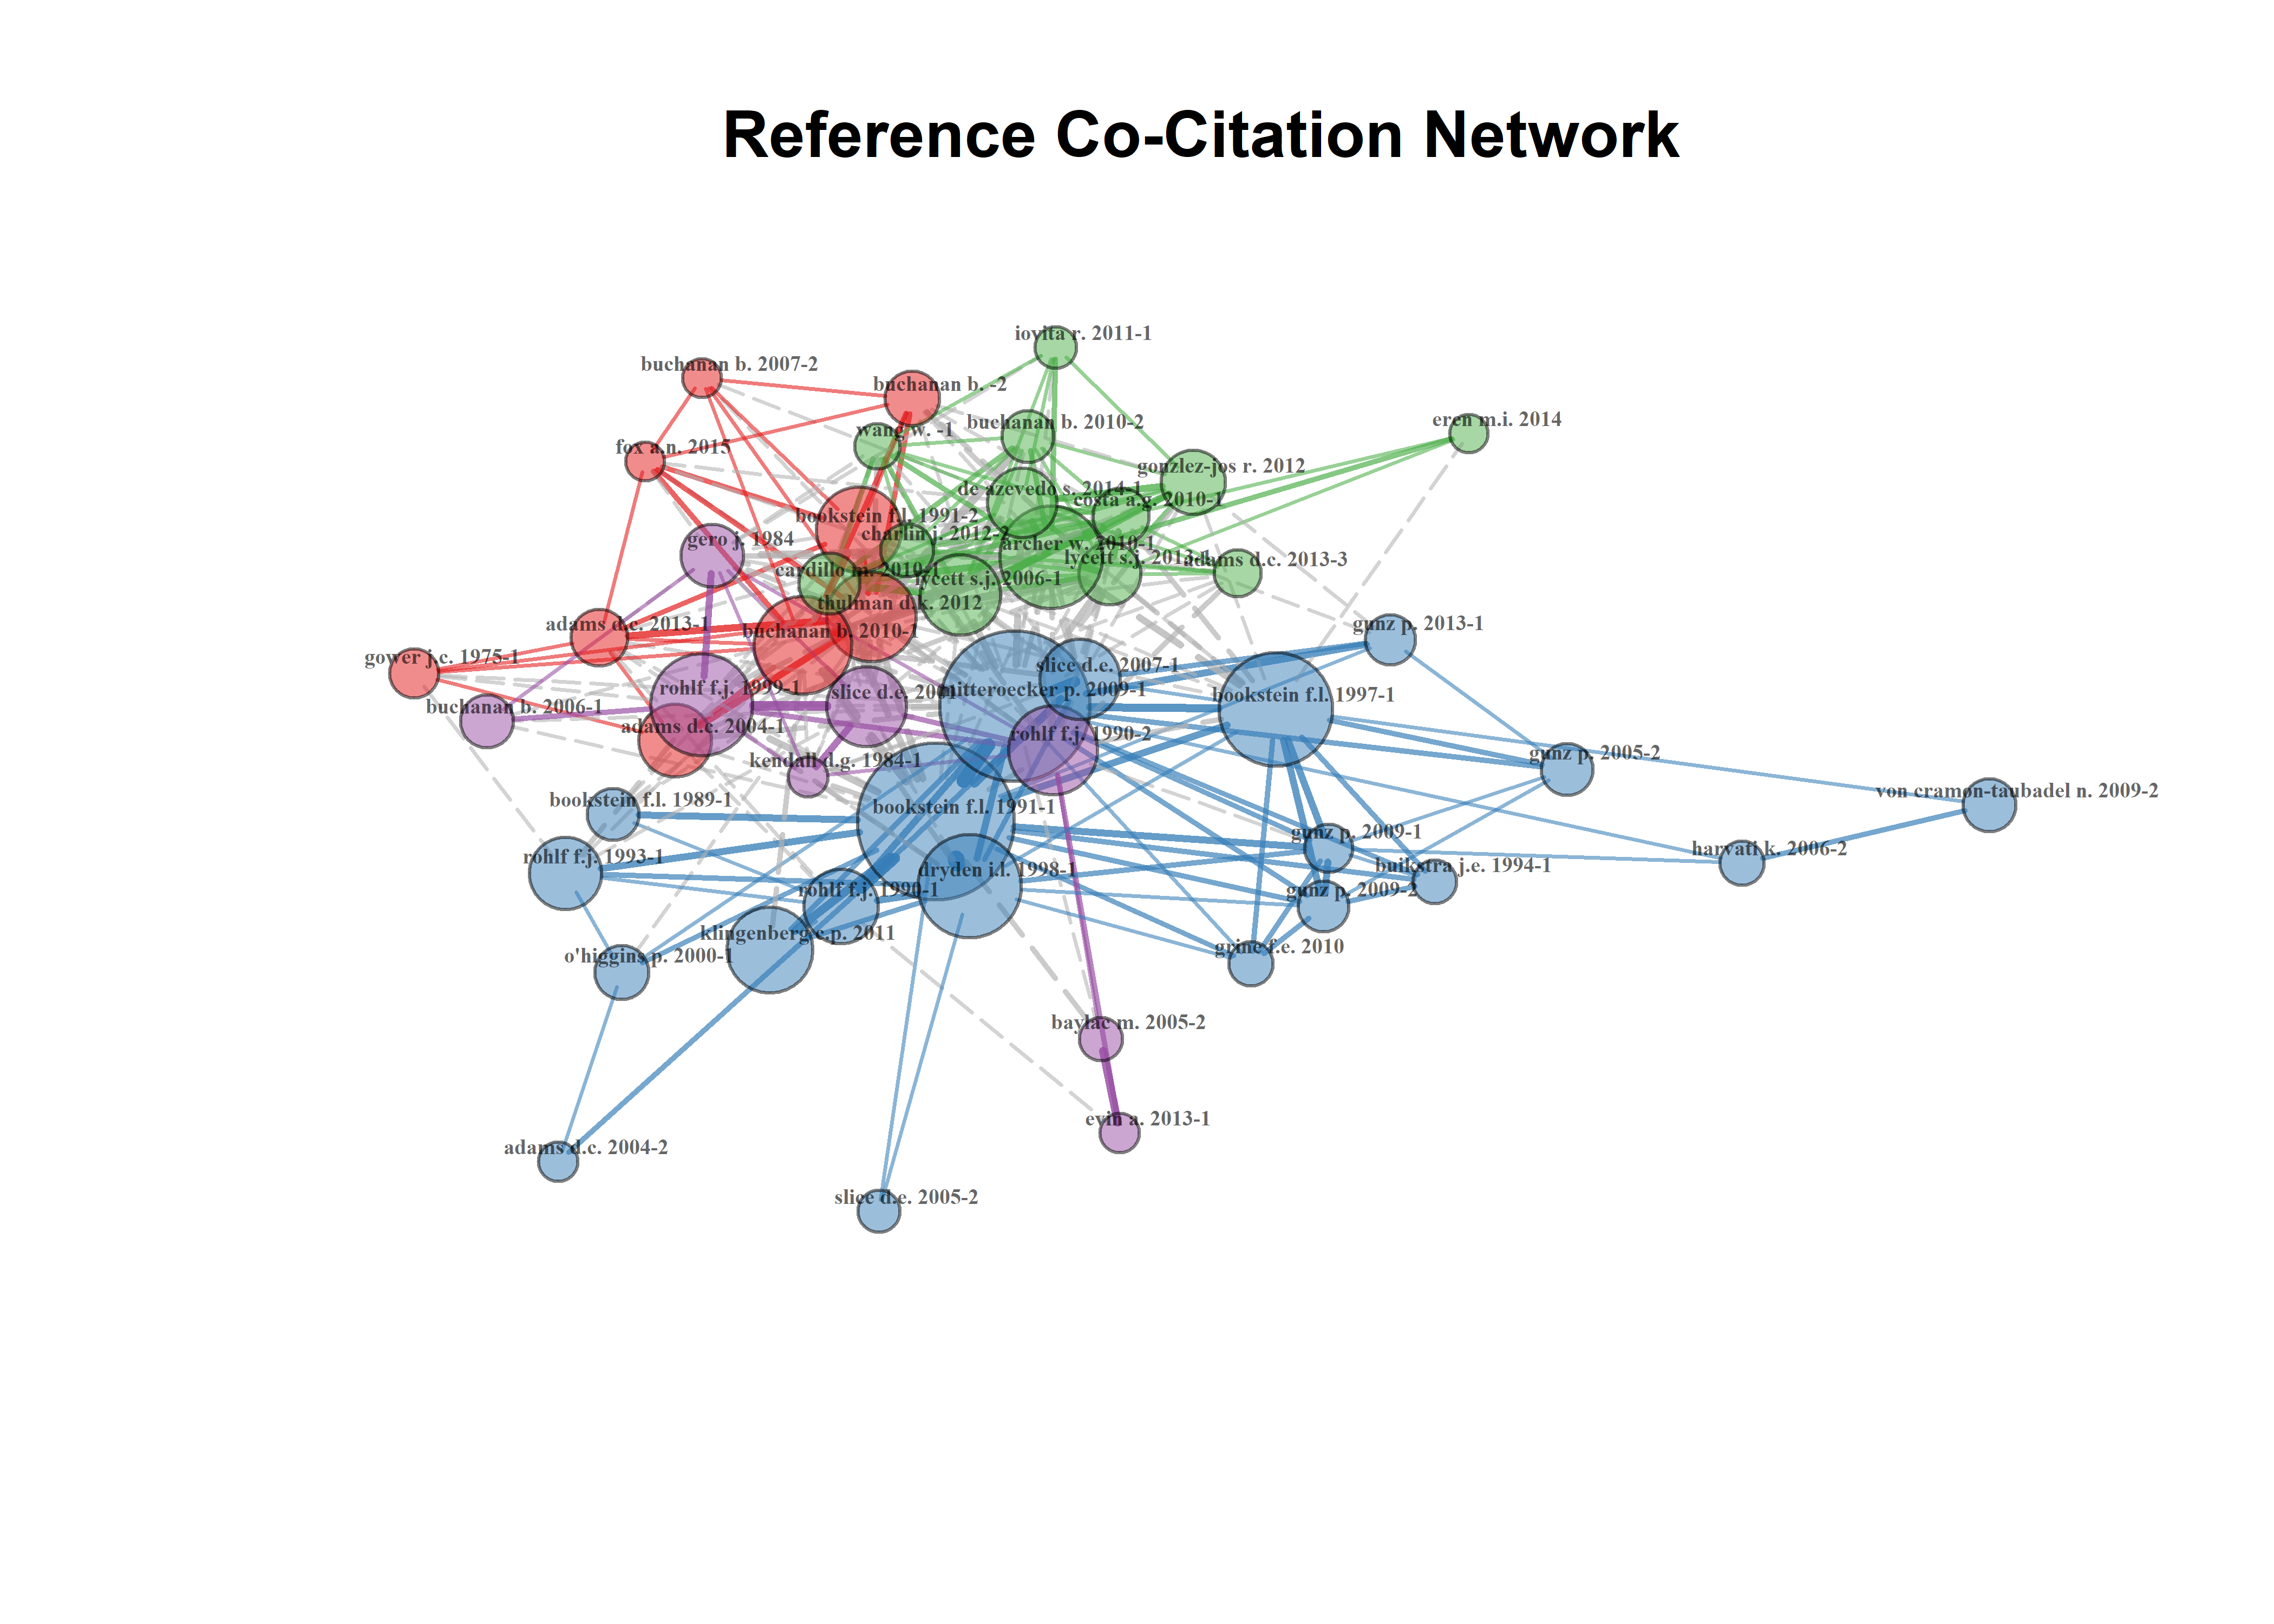 Reference Co-Citation Network
iovita r. 2011-1
buchanan b. 2007-2
buchanan b. -2
eren m.i. 2014
buchanan b. 2010-2
wang w. -1
fox a.n. 2015
gonzlez-jos r. 2012
de azevedo s. 2014-1
costa a.g. 2010-1
bookstein f.l. 1991-2
charlin j. 2012-2
gero j. 1984
archer w. 2010-1
lycett s.j. 2013-1
adams d.c. 2013-3
cardillo m. 2010-1
lycett s.j. 2006-1
thulman d.k. 2012
adams d.c. 2013-1
buchanan b. 2010-1
gunz p. 2013-1
gower j.c. 1975-1
slice d.e. 2007-1
rohlf f.j. 1999-1
slice d.e. 2001
mitteroecker p. 2009-1
bookstein f.l. 1997-1
buchanan b. 2006-1
adams d.c. 2004-1
rohlf f.j. 1990-2
gunz p. 2005-2
kendall d.g. 1984-1
von cramon-taubadel n. 2009-2
bookstein f.l. 1989-1
bookstein f.l. 1991-1
gunz p. 2009-1
harvati k. 2006-2
rohlf f.j. 1993-1
buikstra j.e. 1994-1
dryden i.l. 1998-1
rohlf f.j. 1990-1
gunz p. 2009-2
klingenberg c.p. 2011
grine f.e. 2010
o'higgins p. 2000-1
baylac m. 2005-2
evin a. 2013-1
adams d.c. 2004-2
slice d.e. 2005-2